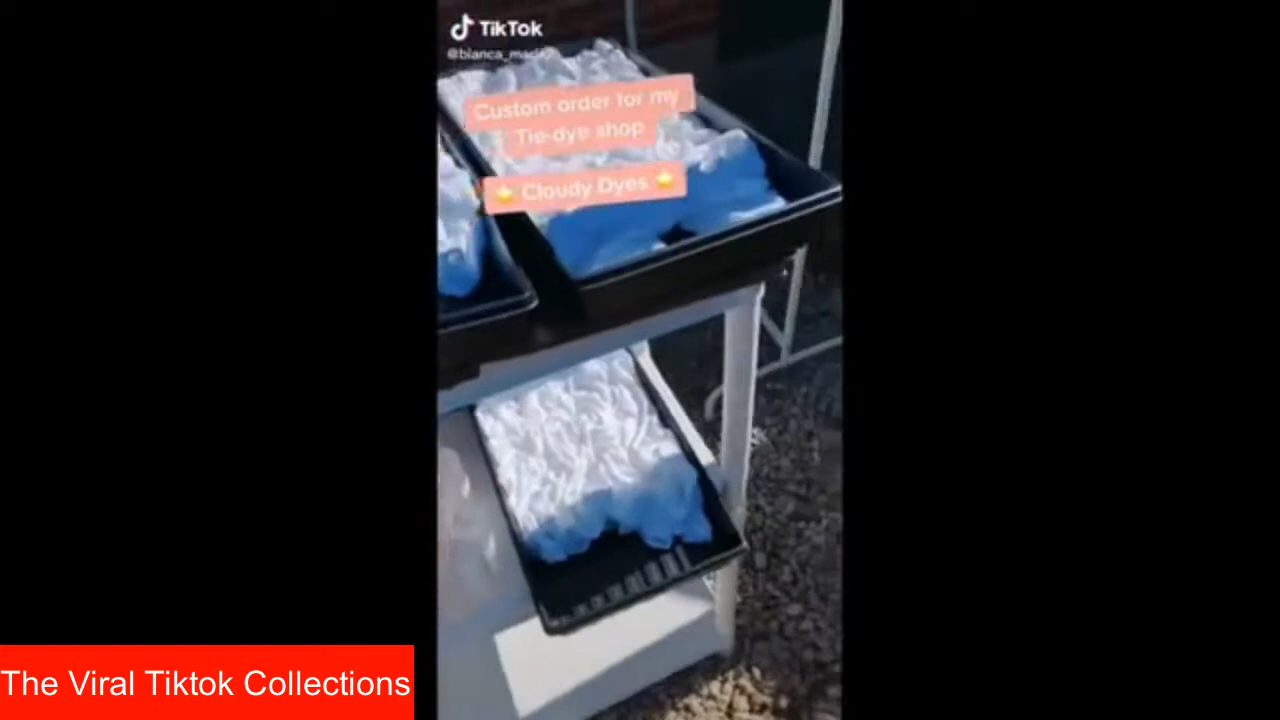 TikTok
Custom order for my
Tie-dye shop
Cloudy Dyes
The Viral Tiktok Collections